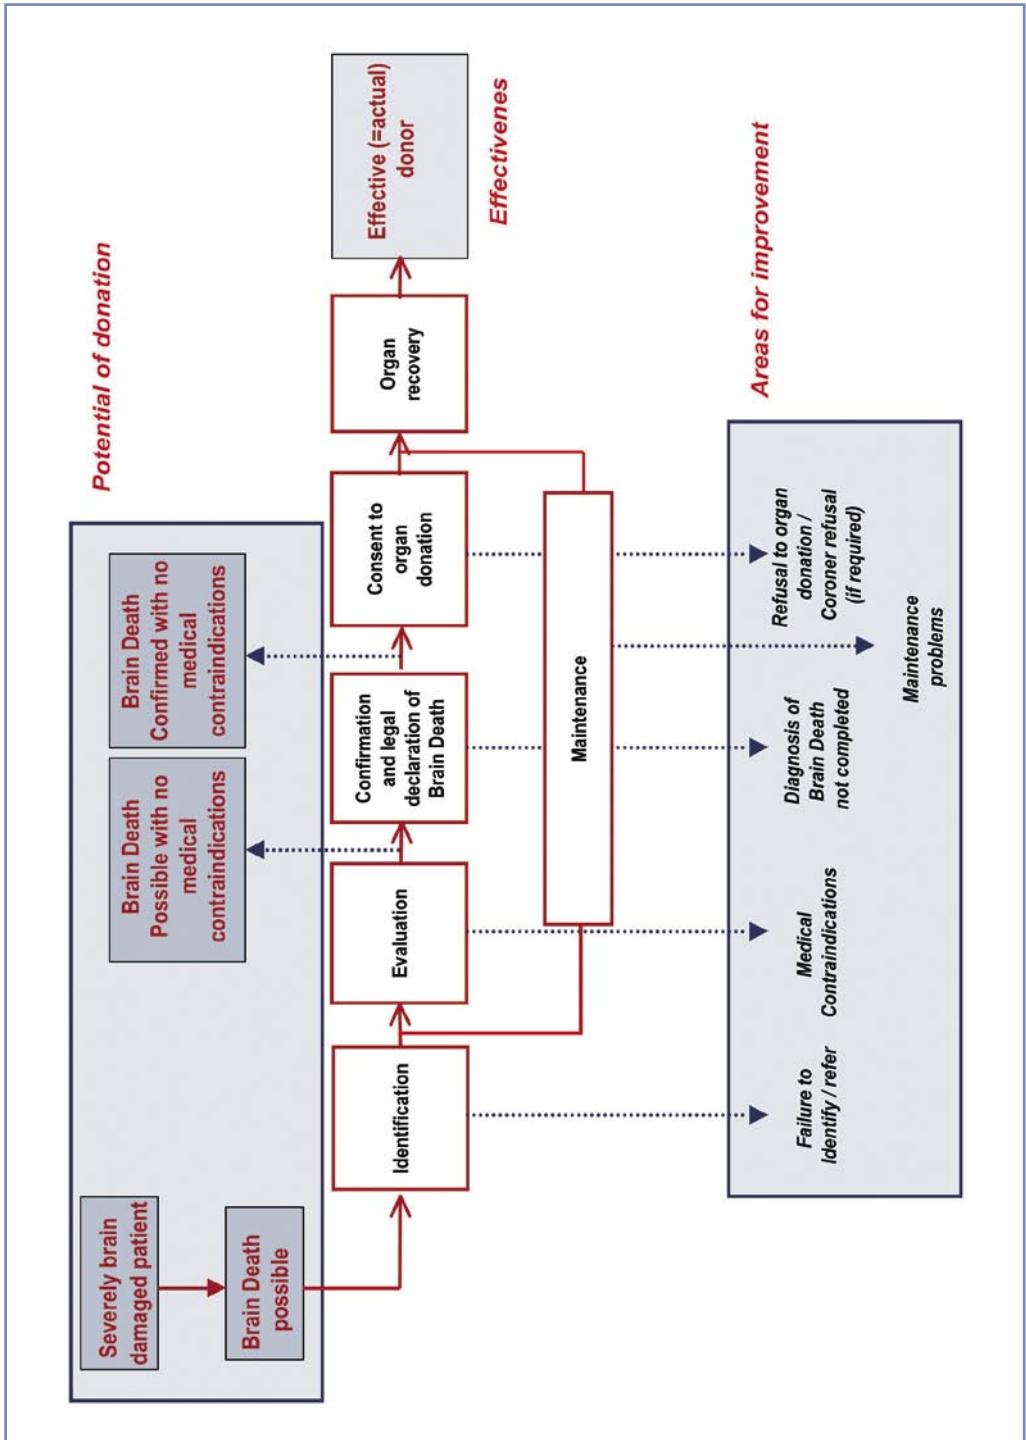 Potential of donation
Severely brain
damaged patient
Brain Death
possible
Brain Death
Possible with no
medical
contraindications
Brain Death
Confirmed with no
medical
contraindications
Identification
Evaluation
Confirmation
and legal
declaration of
Brain Death
Consent to
organ
donation
Organ
recovery
Effective (=actual)
donor
Effectivenes
Maintenance
Areas for improvement
Failure to
Identify / refer
Medical
Contraindications
Diagnosis of
Brain Death
not completed
Refusal to organ
donation /
Coroner refusal
(if required)
Maintenance
problems